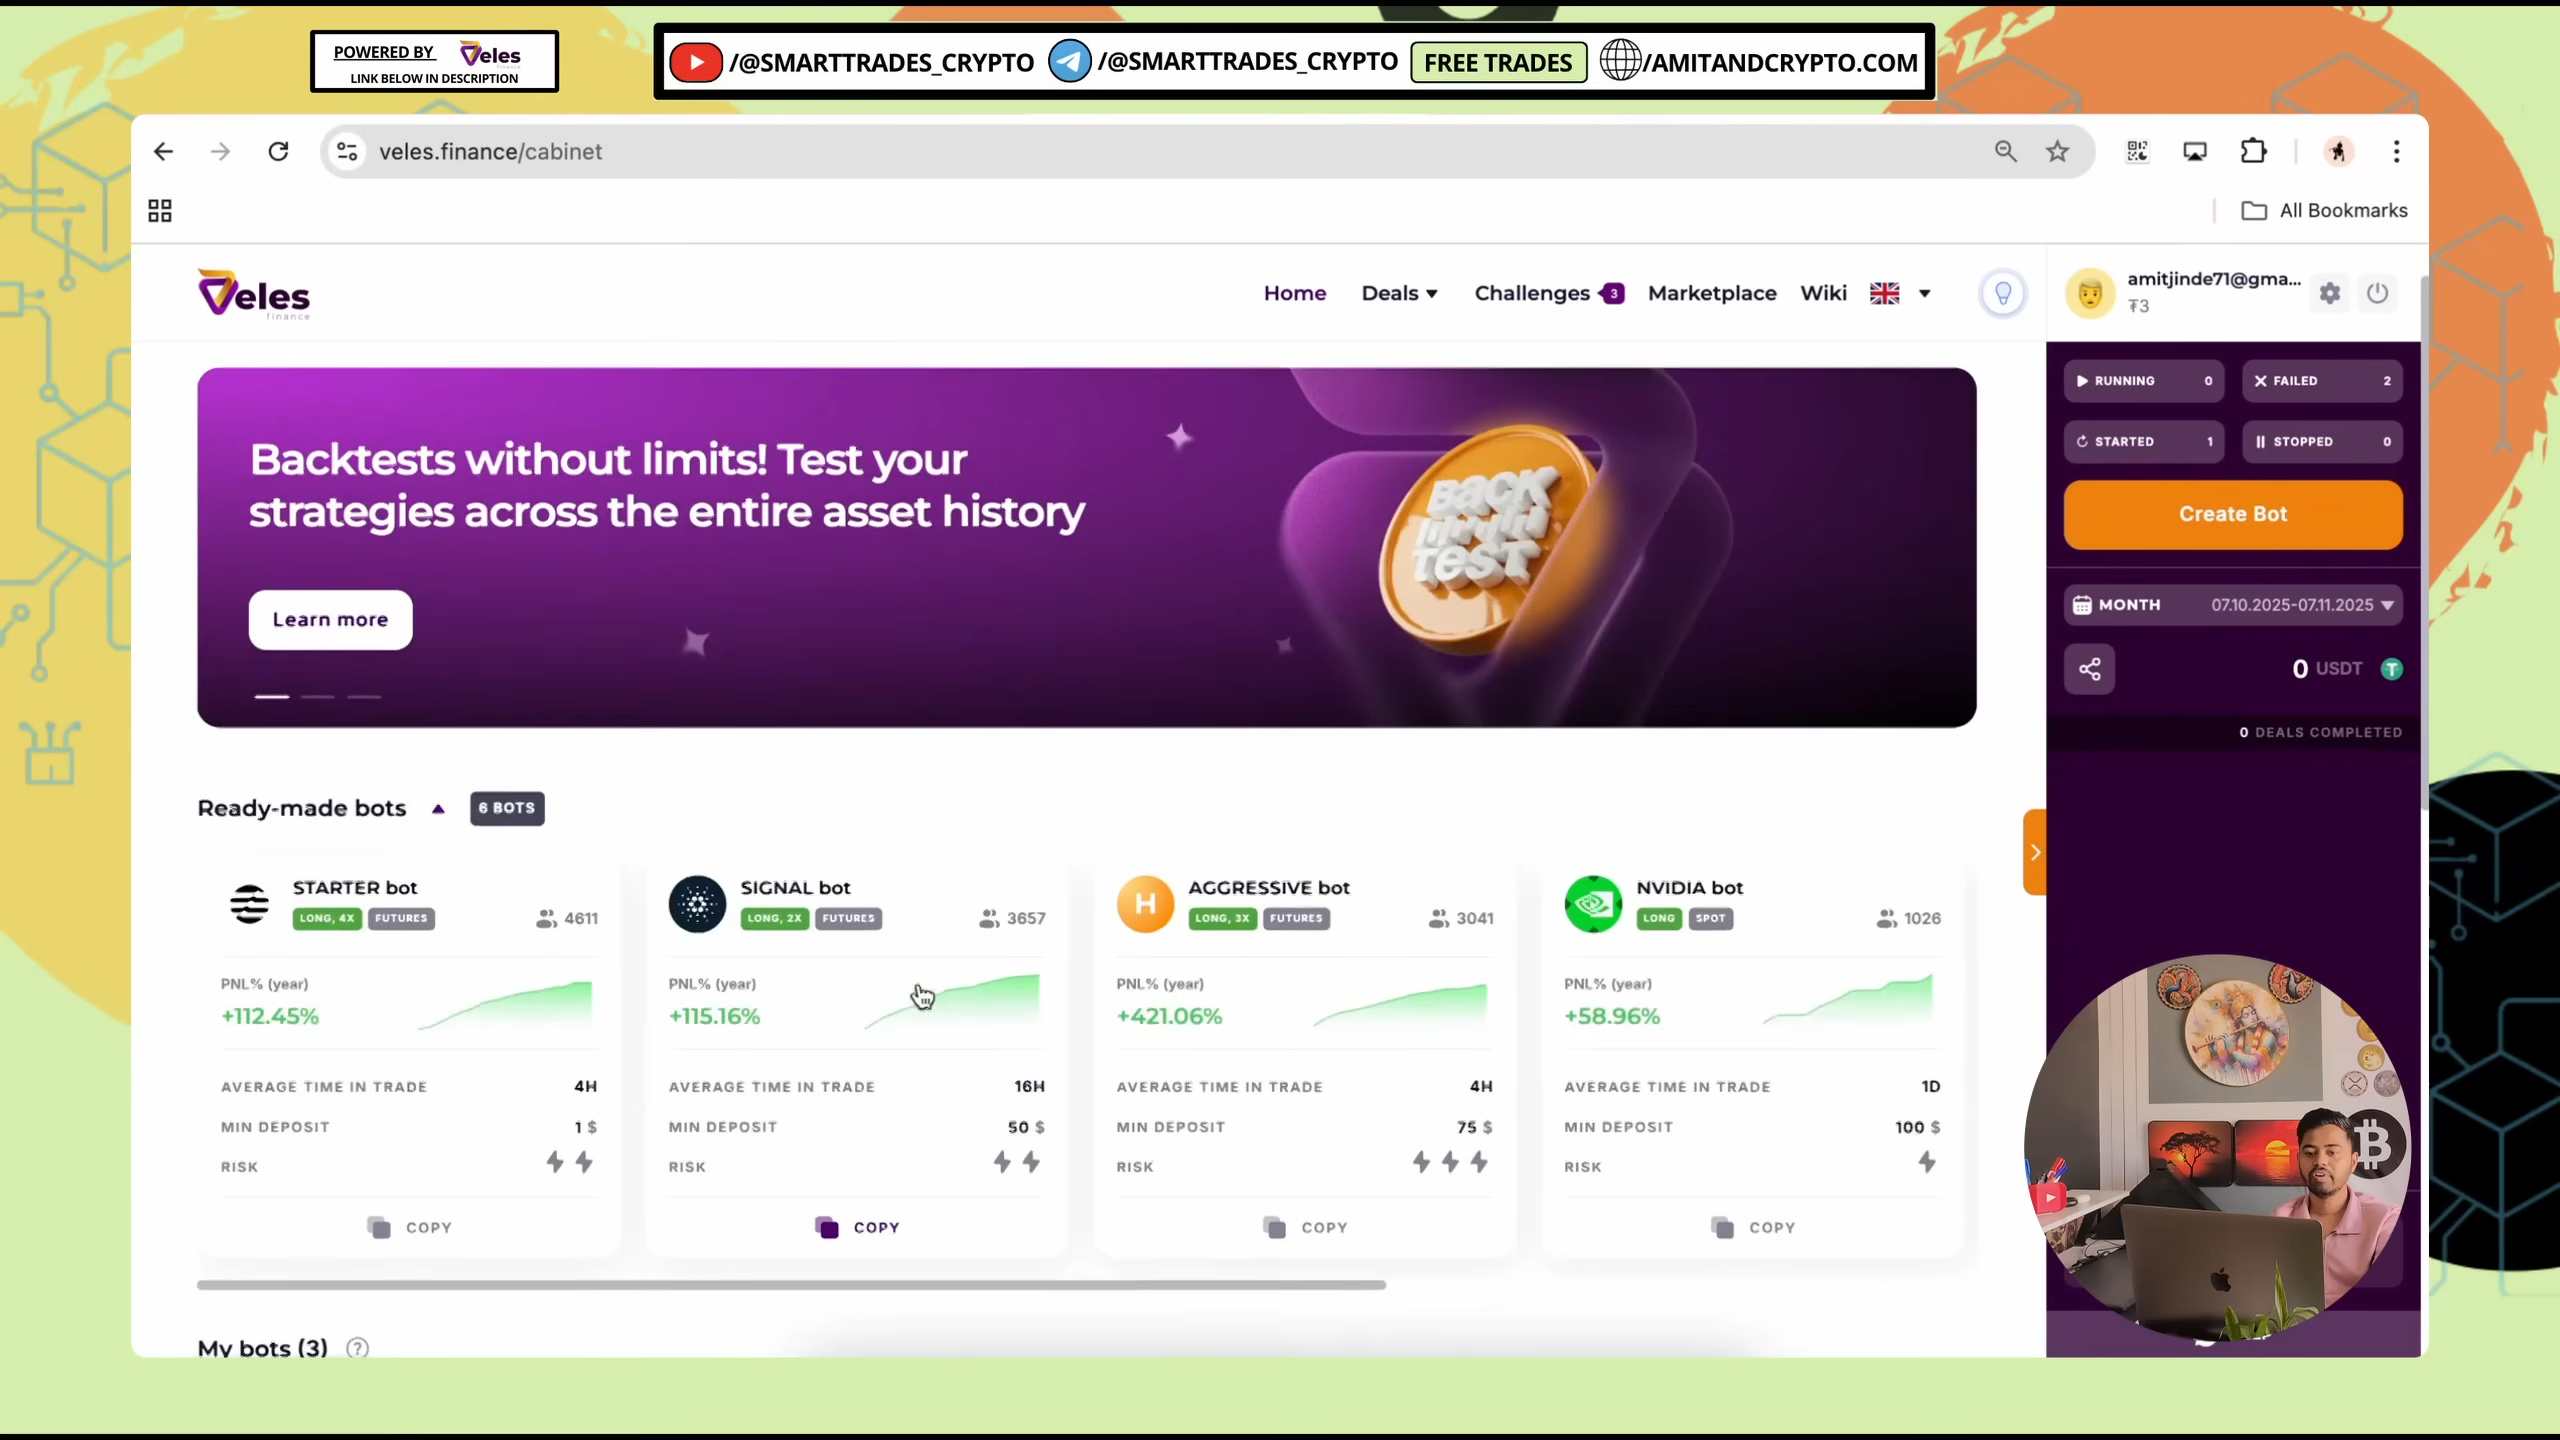 POWERED BY Veles finance
LINK BELOW IN DESCRIPTION
/@SMARTTRADES_CRYPTO /@SMARTTRADES_CRYPTO FREE TRADES /AMITANDCRYPTO.COM
veles.finance/cabinet
All Bookmarks
Veles finance
Home Deals Challenges 3 Marketplace Wiki
amitjinde71@gma...
₮3
RUNNING 0 FAILED 2
STARTED 1 STOPPED 0
Create Bot
MONTH 07.10.2025-07.11.2025
0 USDT
0 DEALS COMPLETED
Backtests without limits! Test your
strategies across the entire asset history
Learn more
BACK
TEST
Ready-made bots 6 BOTS
STARTER bot
LONG, 4X FUTURES 4611
PNL% (year)
+112.45%
AVERAGE TIME IN TRADE 4H
MIN DEPOSIT 1 $
RISK
COPY
SIGNAL bot
LONG, 2X FUTURES 3657
PNL% (year)
+115.16%
AVERAGE TIME IN TRADE 16H
MIN DEPOSIT 50 $
RISK
COPY
H
AGGRESSIVE bot
LONG, 3X FUTURES 3041
PNL% (year)
+421.06%
AVERAGE TIME IN TRADE 4H
MIN DEPOSIT 75 $
RISK
COPY
NVIDIA bot
LONG SPOT 1026
PNL% (year)
+58.96%
AVERAGE TIME IN TRADE 1D
MIN DEPOSIT 100 $
RISK
COPY
My bots (3) ?